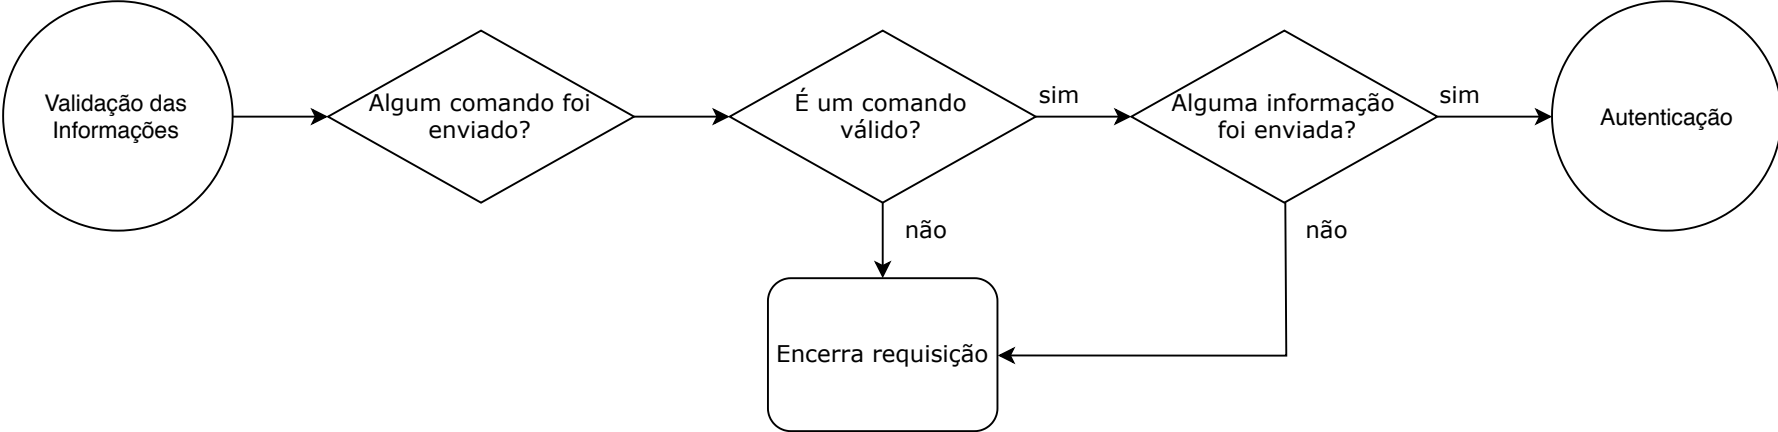 Validação das
Informações
Algum comando foi
enviado?
É um comando
válido?
sim
Alguma informação
foi enviada?
sim
Autenticação
não
não
Encerra requisição